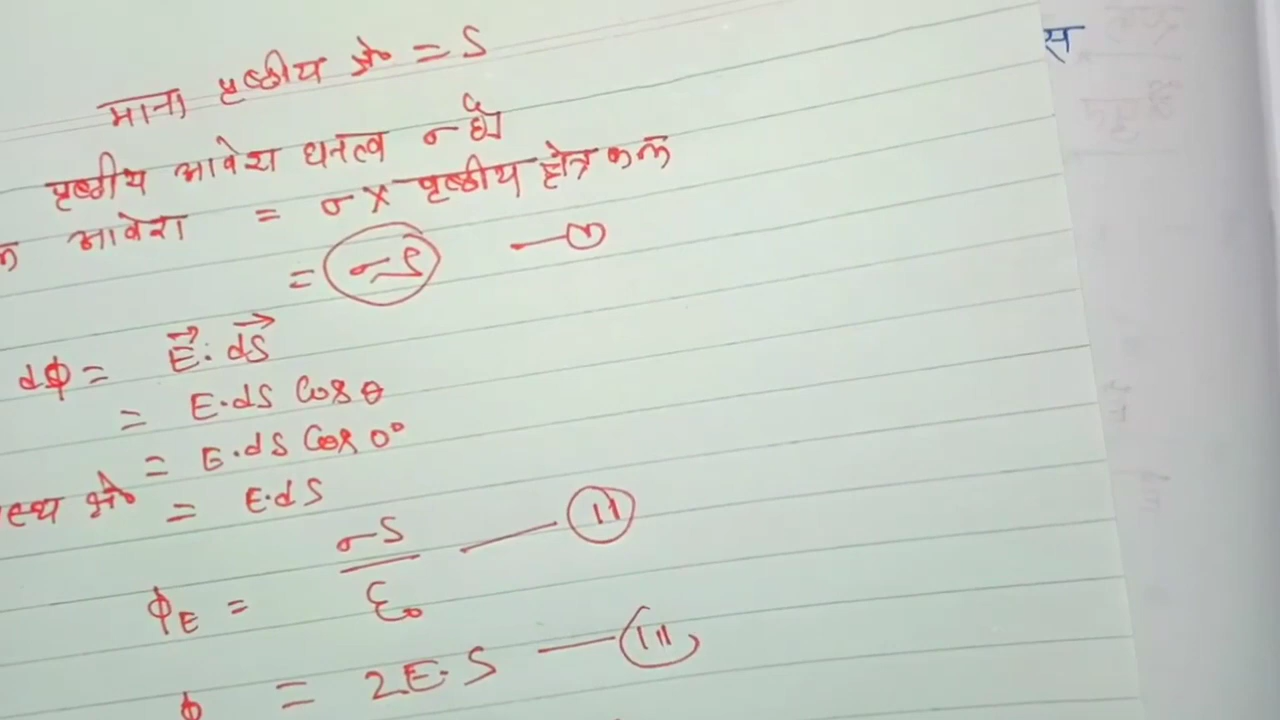 माना पृष्ठीय क्षे० = S
पृष्ठीय आवेश घनत्व σ है
आवेश = σ × पृष्ठीय क्षेत्रफल
= σS —(I)
dϕ = E⃗ · dS⃗
= E·dS Cos θ
= E·dS Cos 0°
= E·dS
ϕE = σS/ε₀ —(II)
ϕ = 2E·S —(III)
स